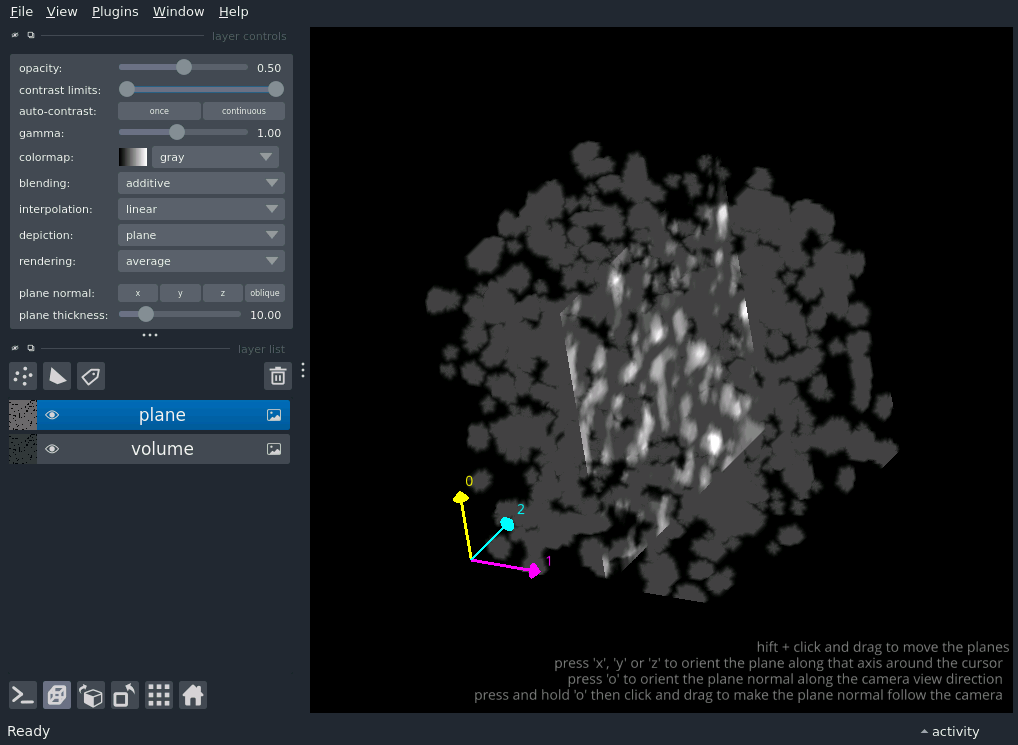 File View Plugins Window Help
layer controls
opacity: 0.50
contrast limits:
auto-contrast: once continuous
gamma: 1.00
colormap: gray
blending: additive
interpolation: linear
depiction: plane
rendering: average
plane normal: x y z oblique
plane thickness: 10.00
layer list
plane
volume
0
2
1
hift + click and drag to move the planes
press 'x', 'y' or 'z' to orient the plane along that axis around the cursor
press 'o' to orient the plane normal along the camera view direction
press and hold 'o' then click and drag to make the plane normal follow the camera
Ready activity